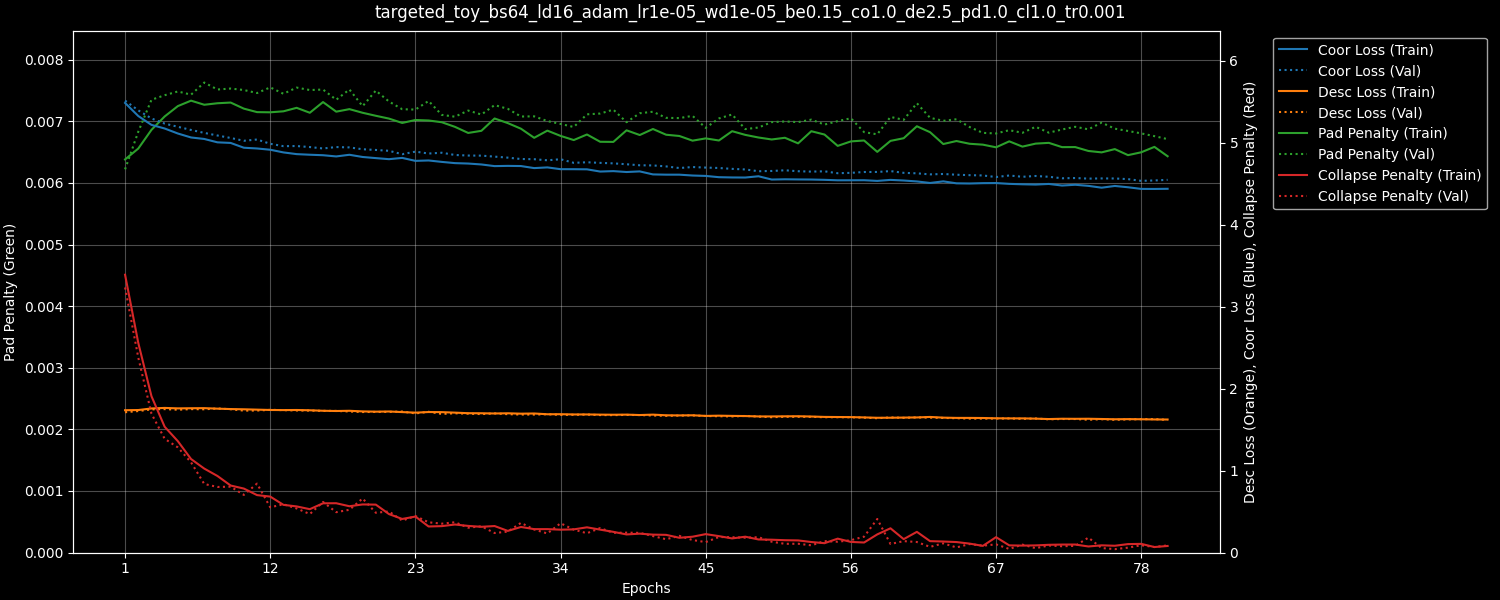 targeted_toy_bs64_ld16_adam_lr1e-05_wd1e-05_be0.15_co1.0_de2.5_pd1.0_cl1.0_tr0.001
Pad Penalty (Green)
0.008
0.007
0.006
0.005
0.004
0.003
0.002
0.001
0.000
1
12
23
34
45
56
67
78
Epochs
6
5
4
3
2
1
0
Desc Loss (Orange), Coor Loss (Blue), Collapse Penalty (Red)
Coor Loss (Train)
Coor Loss (Val)
Desc Loss (Train)
Desc Loss (Val)
Pad Penalty (Train)
Pad Penalty (Val)
Collapse Penalty (Train)
Collapse Penalty (Val)